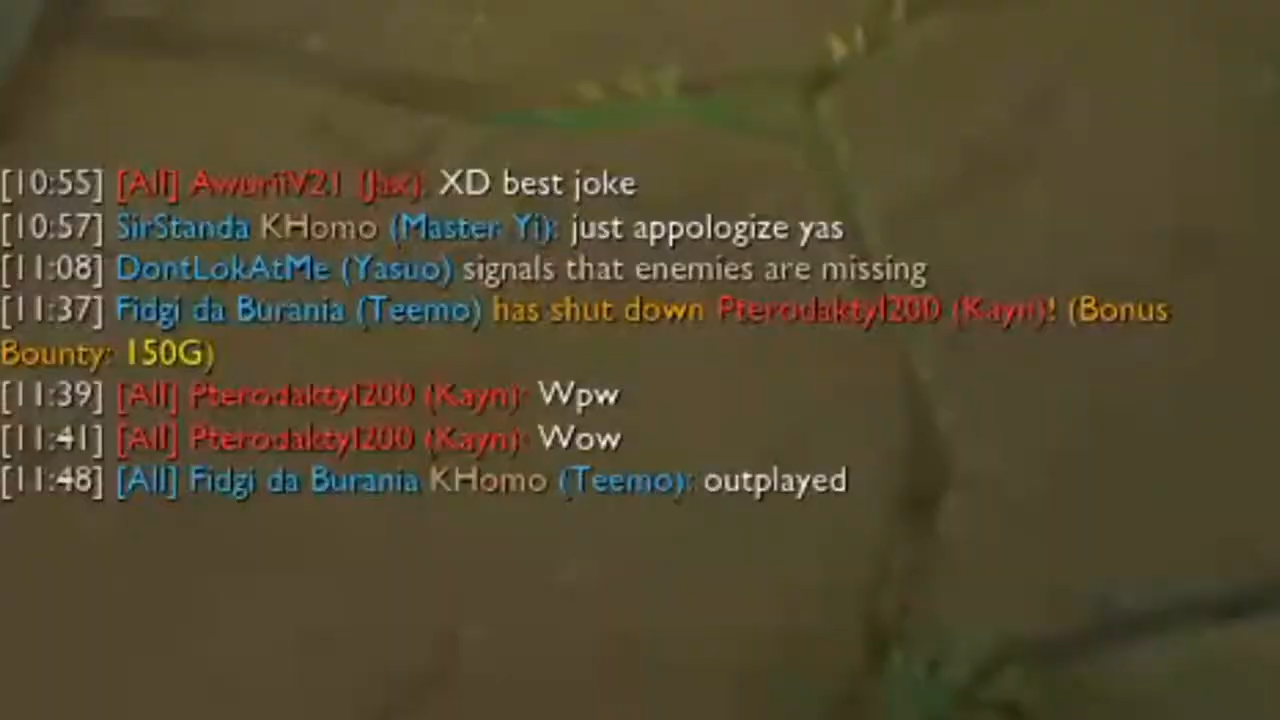 [10:55] [All] AwuriiV21 (Jax): XD best joke
[10:57] SirStanda KHomo (Master Yi): just appologize yas
[11:08] DontLokAtMe (Yasuo) signals that enemies are missing
[11:37] Fidgi da Burania (Teemo) has shut down Pterodaktyl200 (Kayn)! (Bonus
Bounty: 150G)
[11:39] [All] Pterodaktyl200 (Kayn): Wpw
[11:41] [All] Pterodaktyl200 (Kayn): Wow
[11:48] [All] Fidgi da Burania KHomo (Teemo): outplayed